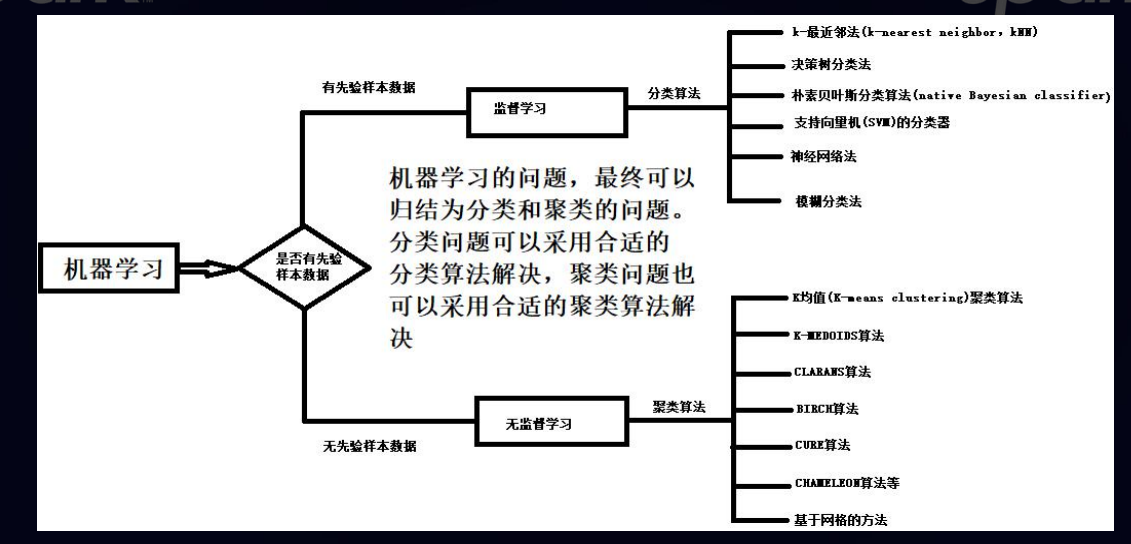 k-最近邻法(k-nearest neighbor，kNN)
决策树分类法
有先验样本数据
监督学习
分类算法
朴素贝叶斯分类算法(native Bayesian classifier)
支持向量机(SVM)的分类器
神经网络法
模糊分类法
机器学习的问题，最终可以
归结为分类和聚类的问题。
分类问题可以采用合适的
分类算法解决，聚类问题也
可以采用合适的聚类算法解
决
机器学习
是否有先验
样本数据
K均值(K-means clustering)聚类算法
K-MEDOIDS算法
CLARANS算法
无监督学习
聚类算法
无先验样本数据
BIRCH算法
CURE算法
CHAMELEON算法等
基于网格的方法